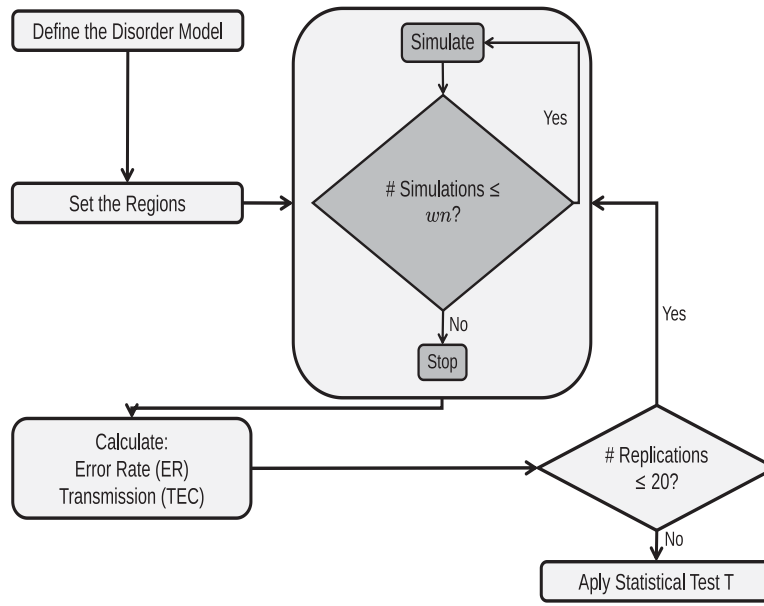 Define the Disorder Model
Set the Regions
Simulate
Yes
# Simulations ≤
wn?
No
Stop
Calculate:
Error Rate (ER)
Transmission (TEC)
Yes
# Replications
≤ 20?
No
Aply Statistical Test T